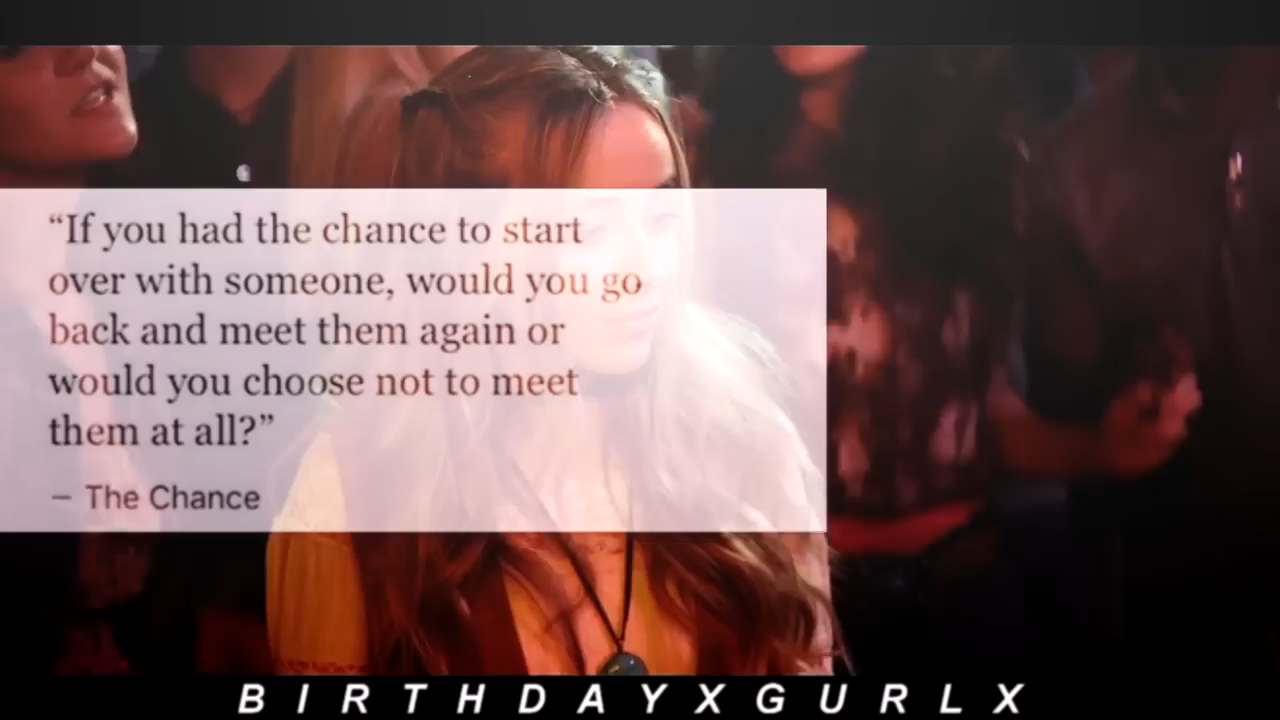 “If you had the chance to start
over with someone, would you go
back and meet them again or
would you choose not to meet
them at all?”
– The Chance
BIRTHDAYXGURLX